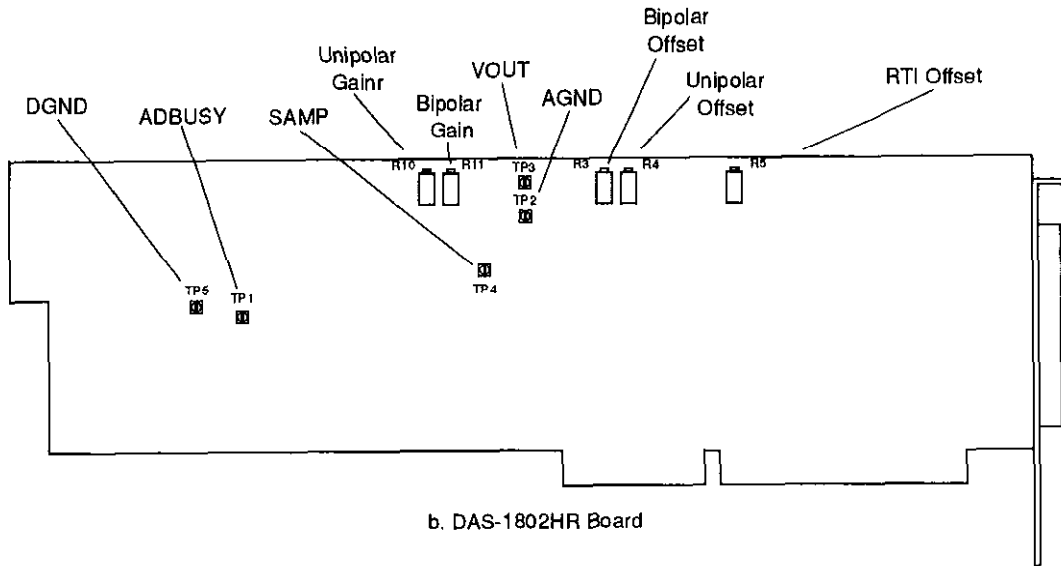 Bipolar
Offset
Unipolar
Gainr
VOUT
Unipolar
Offset
RTI Offset
DGND
ADBUSY
SAMP
Bipolar
Gain
AGND
R10
R11
TP3
R3
R4
R5
TP2
TP4
TP5
TP1
b. DAS-1802HR Board